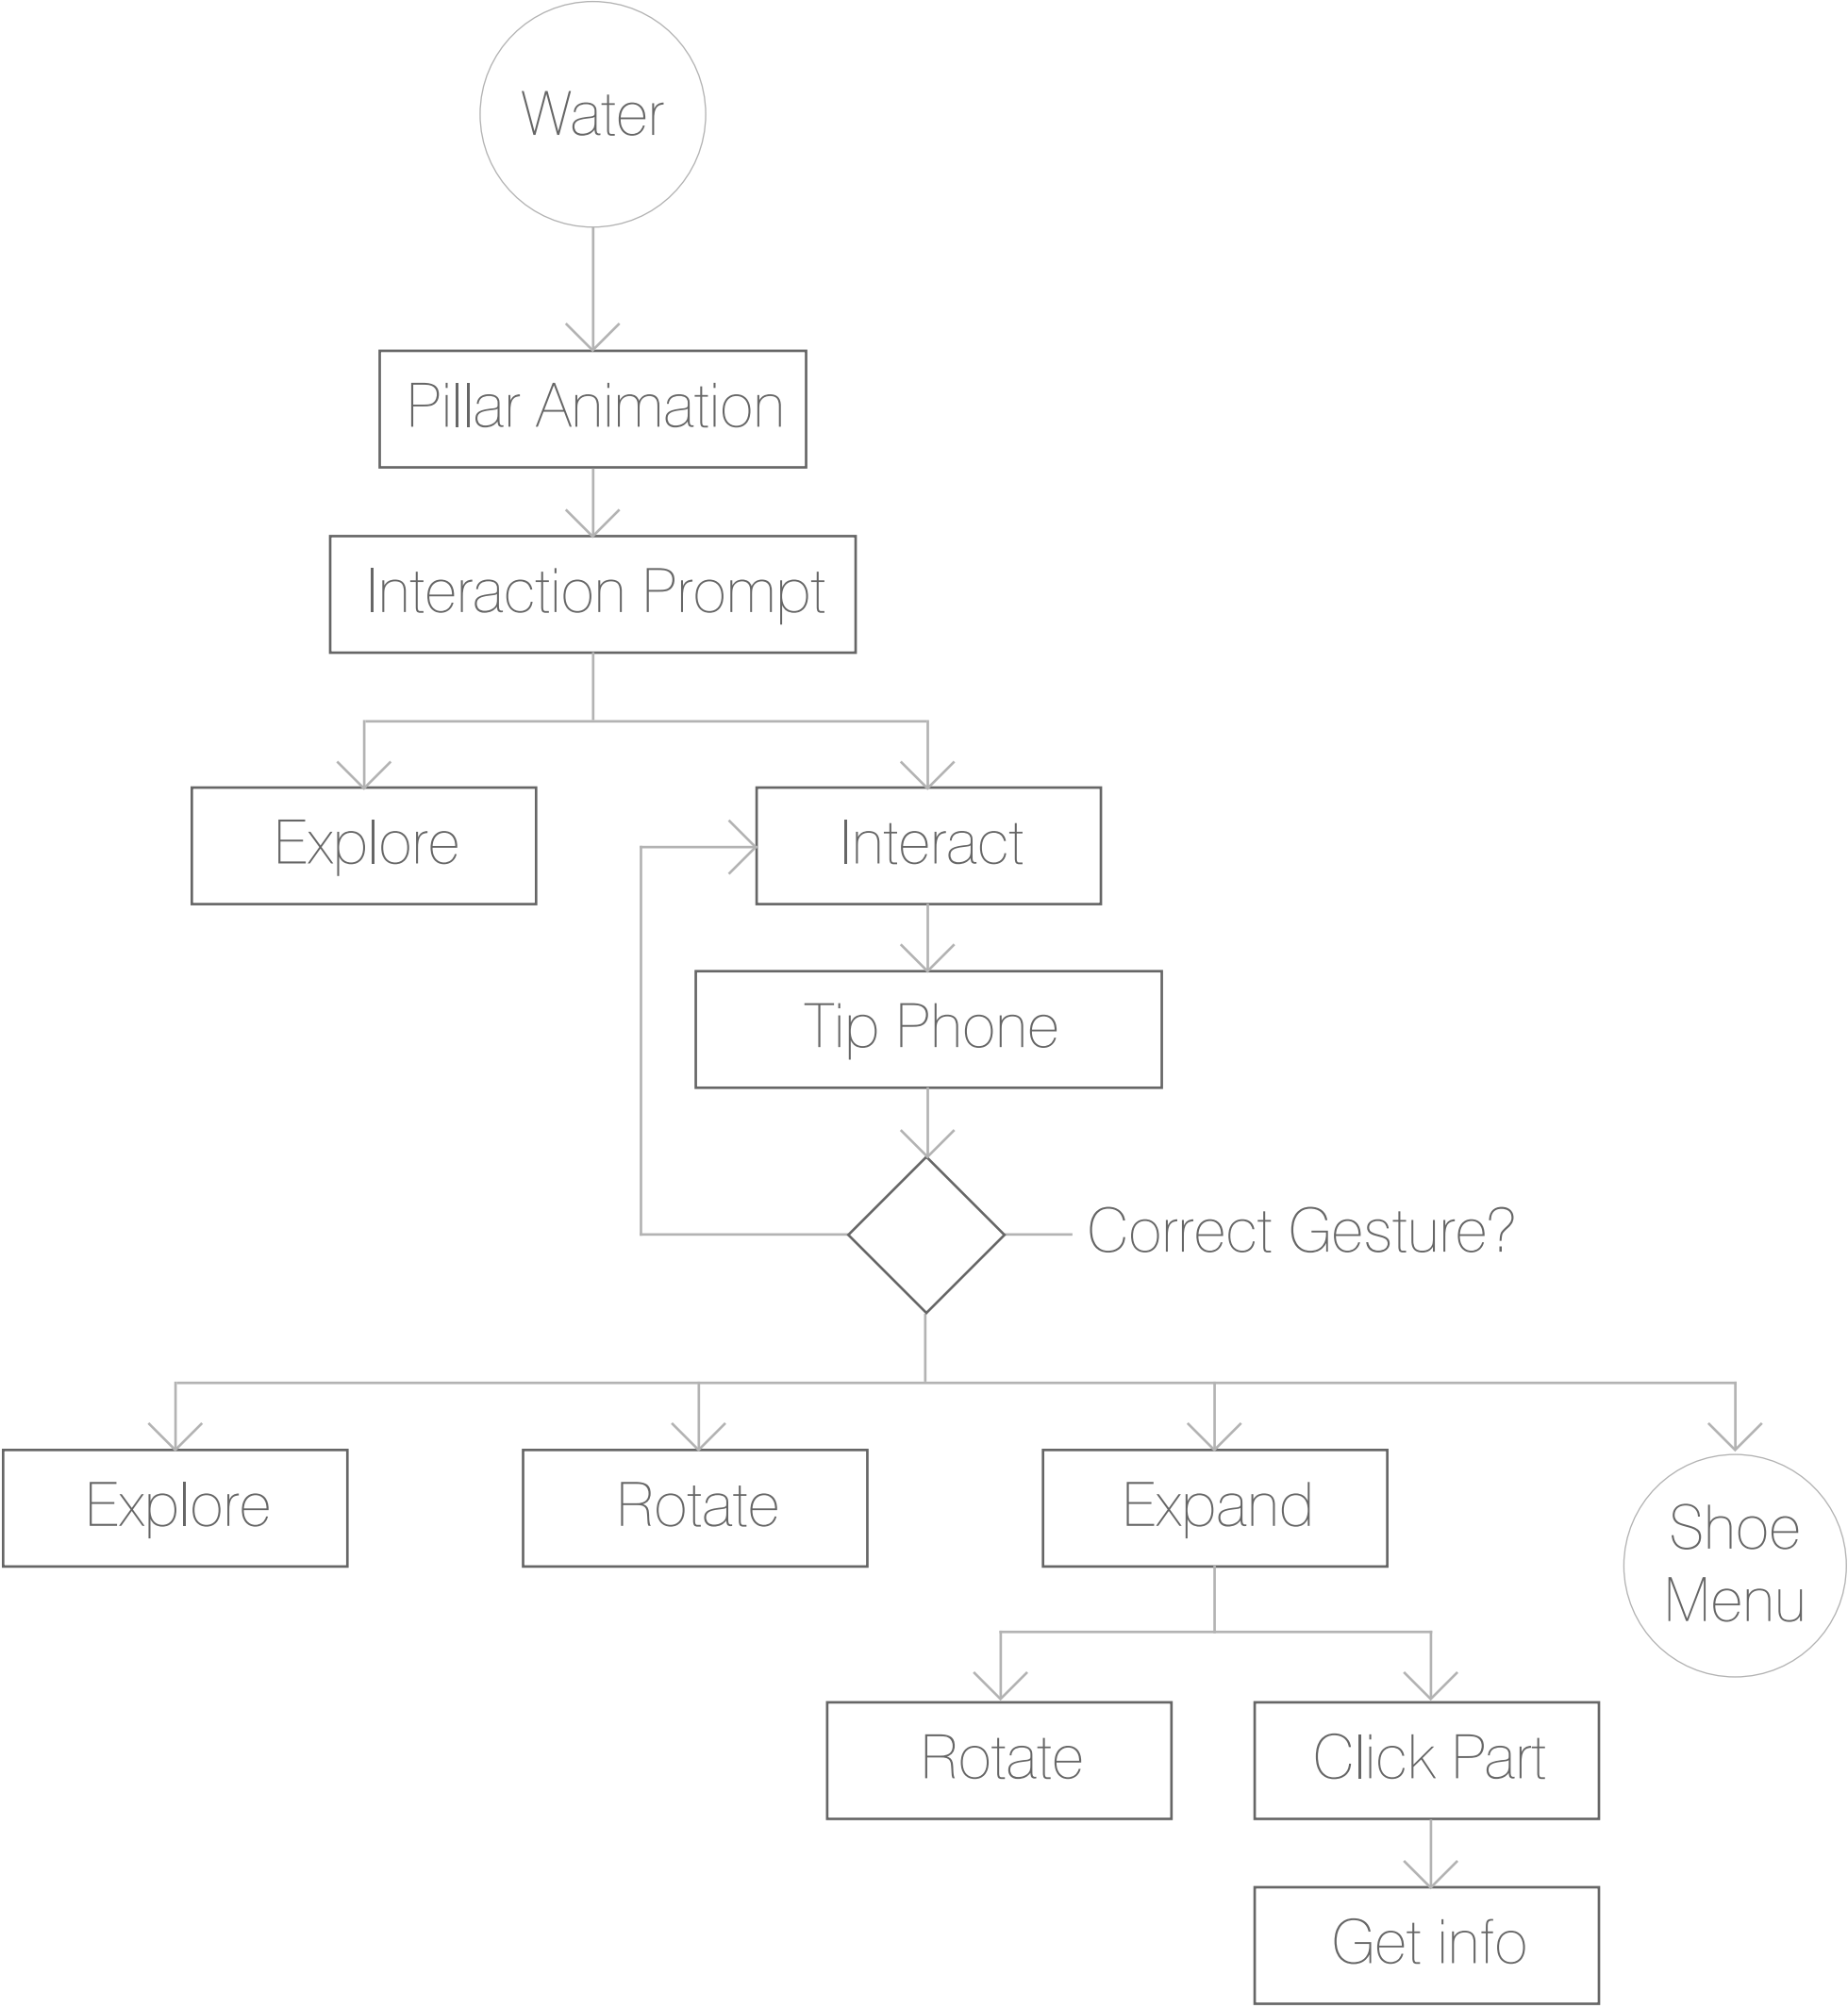 Water
Pillar Animation
Interaction Prompt
Explore
Interact
Tip Phone
Correct Gesture?
Explore
Rotate
Expand
Shoe
Menu
Rotate
Click Part
Get info